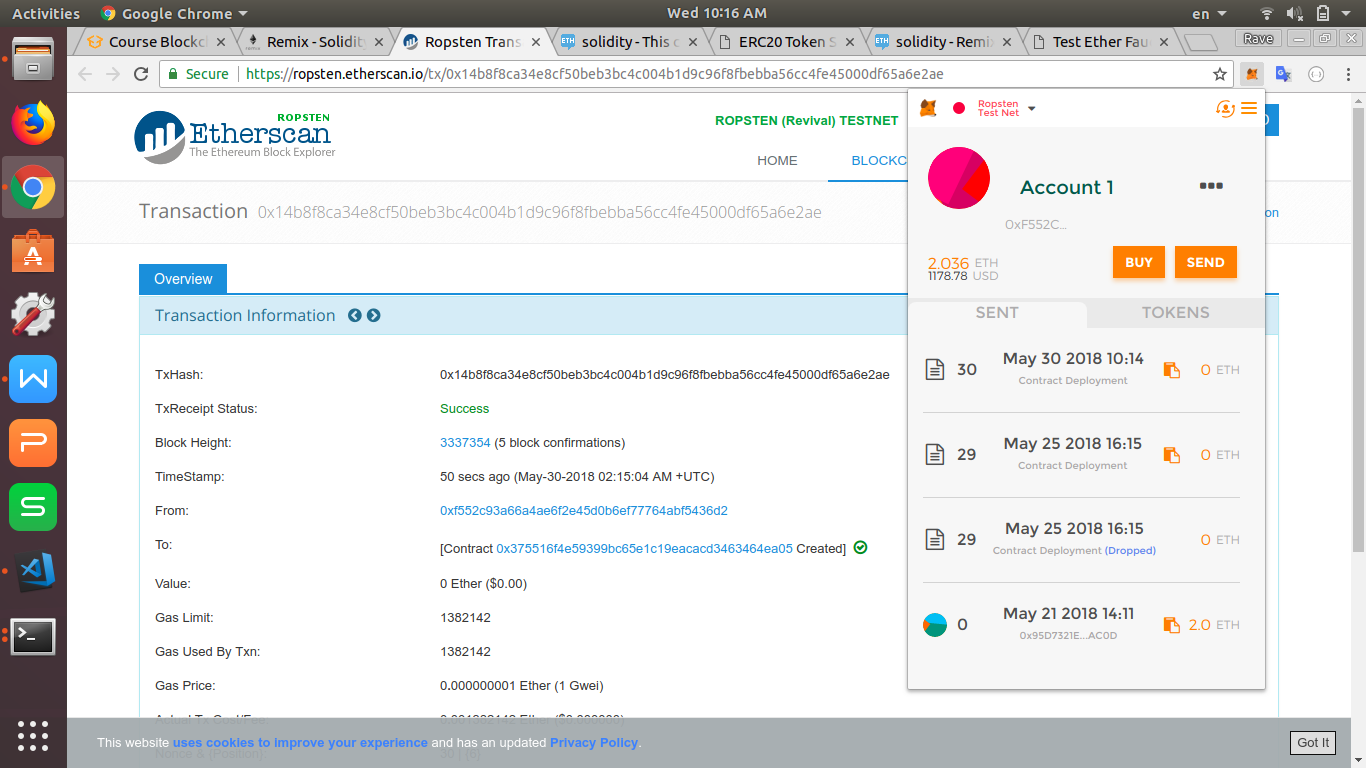 Activities Google Chrome Wed 10:16 AM en
Course Blockc Remix - Solidity Ropsten Trans solidity - This c ERC20 Token S solidity - Remix Test Ether Fau Rave
Secure https://ropsten.etherscan.io/tx/0x14b8f8ca34e8cf50beb3bc4c004b1d9c96f8fbebba56cc4fe45000df65a6e2ae
ROPSTEN
Etherscan
The Ethereum Block Explorer
ROPSTEN (Revival) TESTNET
HOME BLOCKC
Transaction 0x14b8f8ca34e8cf50beb3bc4c004b1d9c96f8fbebba56cc4fe45000df65a6e2ae
on
Overview
Transaction Information
TxHash: 0x14b8f8ca34e8cf50beb3bc4c004b1d9c96f8fbebba56cc4fe45000df65a6e2ae
TxReceipt Status: Success
Block Height: 3337354 (5 block confirmations)
TimeStamp: 50 secs ago (May-30-2018 02:15:04 AM +UTC)
From: 0xf552c93a66a4ae6f2e45d0b6ef77764abf5436d2
To: [Contract 0x375516f4e59399bc65e1c19eacacd3463464ea05 Created]
Value: 0 Ether ($0.00)
Gas Limit: 1382142
Gas Used By Txn: 1382142
Gas Price: 0.000000001 Ether (1 Gwei)
This website uses cookies to improve your experience and has an updated Privacy Policy.
Got It
Ropsten
Test Net
Account 1
0xF552C...
2.036 ETH
1178.78 USD
BUY SEND
SENT TOKENS
30 May 30 2018 10:14 0 ETH
Contract Deployment
29 May 25 2018 16:15 0 ETH
Contract Deployment
29 May 25 2018 16:15 0 ETH
Contract Deployment (Dropped)
0 May 21 2018 14:11 2.0 ETH
0x95D7321E...AC0D